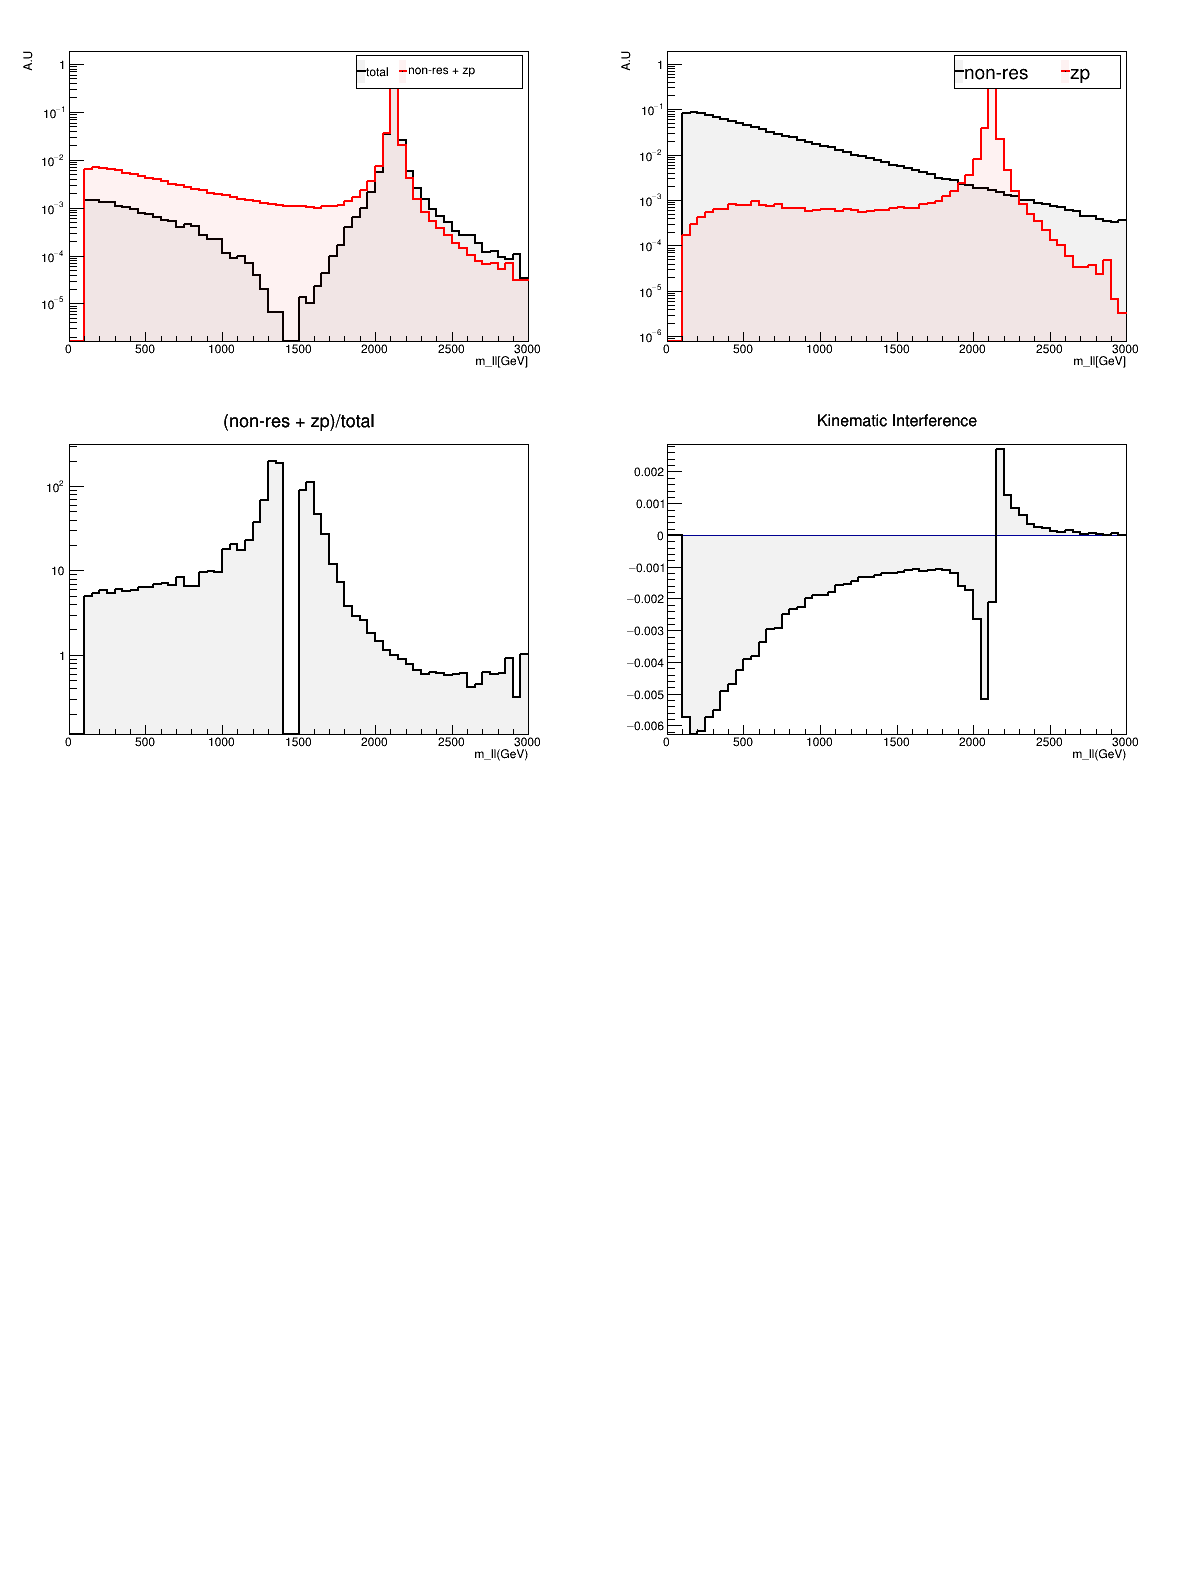 A.U
total non-res + zp
1
10⁻¹
10⁻²
10⁻³
10⁻⁴
10⁻⁵
0 500 1000 1500 2000 2500 3000
m_ll[GeV]
A.U
non-res zp
1
10⁻¹
10⁻²
10⁻³
10⁻⁴
10⁻⁵
10⁻⁶
0 500 1000 1500 2000 2500 3000
m_ll[GeV]
(non-res + zp)/total
10²
10
1
0 500 1000 1500 2000 2500 3000
m_ll(GeV)
Kinematic Interference
0.002
0.001
0
−0.001
−0.002
−0.003
−0.004
−0.005
−0.006
0 500 1000 1500 2000 2500 3000
m_ll(GeV)